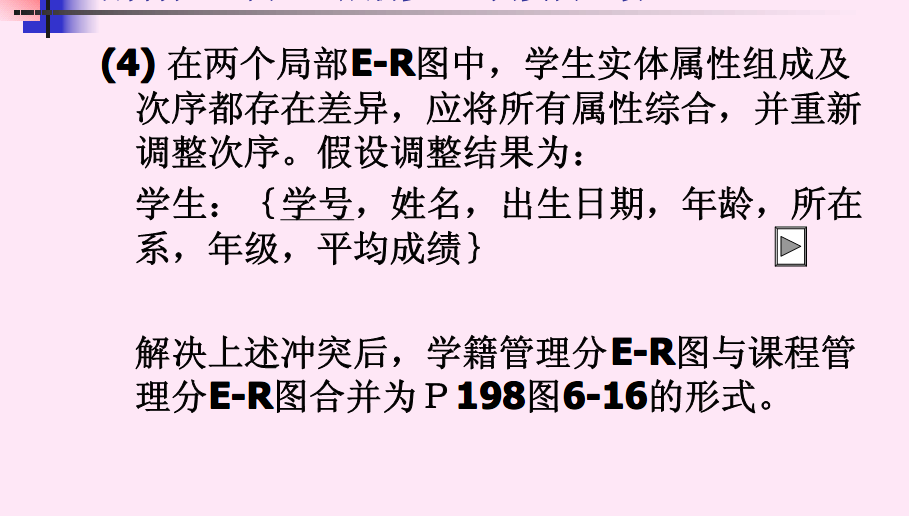 (4) 在两个局部E-R图中，学生实体属性组成及
次序都存在差异，应将所有属性综合，并重新
调整次序。假设调整结果为：
学生：｛学号，姓名，出生日期，年龄，所在
系，年级，平均成绩｝
解决上述冲突后，学籍管理分E-R图与课程管
理分E-R图合并为Ｐ198图6-16的形式。